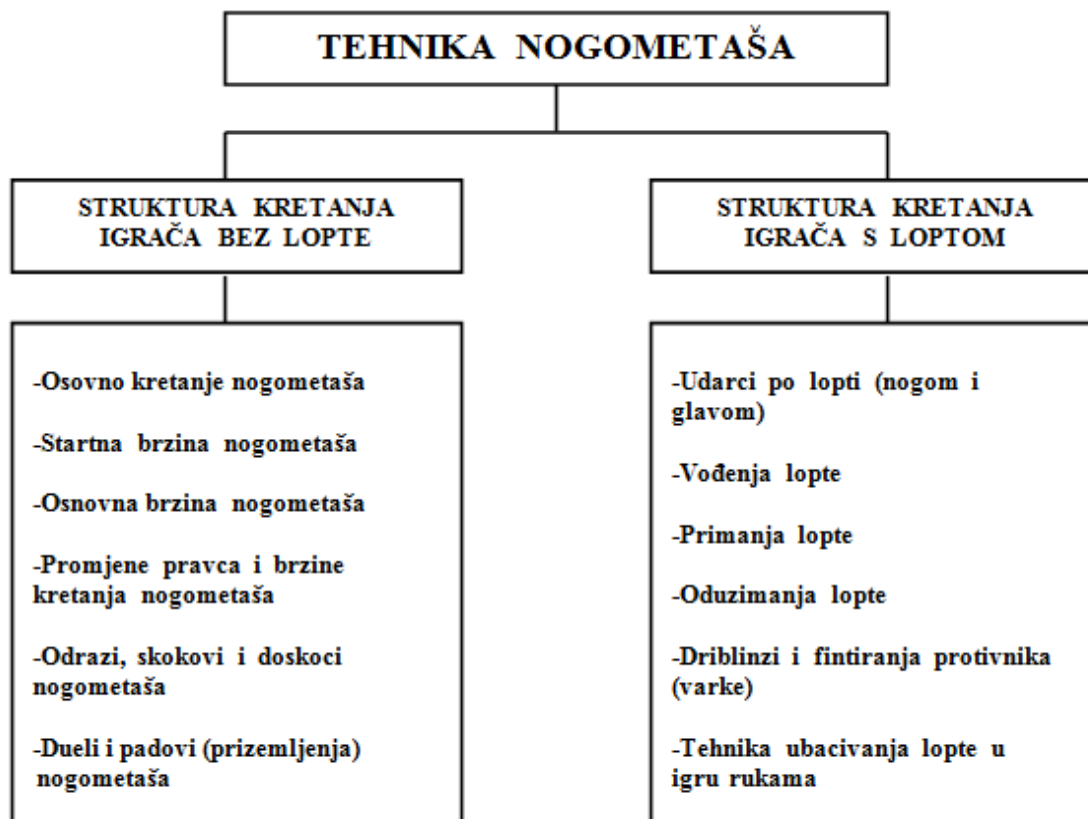 TEHNIKA NOGOMETAŠA
STRUKTURA KRETANJA
IGRAČA BEZ LOPTE
-Osovno kretanje nogometaša
-Startna brzina nogometaša
-Osnovna brzina nogometaša
-Promjene pravca i brzine
kretanja nogometaša
-Odrazi, skokovi i doskoci
nogometaša
-Dueli i padovi (prizemljenja)
nogometaša
STRUKTURA KRETANJA
IGRAČA S LOPTOM
-Udarci po lopti (nogom i
glavom)
-Vođenja lopte
-Primanja lopte
-Oduzimanja lopte
-Driblinzi i fintiranja protivnika
(varke)
-Tehnika ubacivanja lopte u
igru rukama